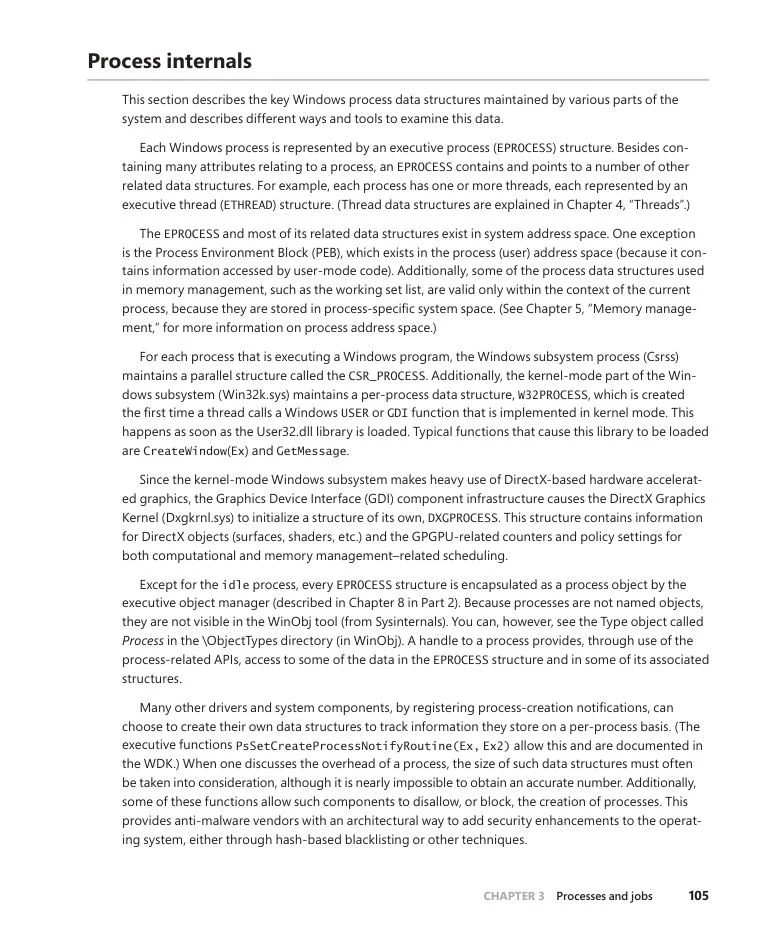 Process internals
This section describes the key Windows process data structures maintained by various parts of the
system and describes different ways and tools to examine this data.
Each Windows process is represented by an executive process (EPROCESS) structure. Besides con-
taining many attributes relating to a process, an EPROCESS contains and points to a number of other
related data structures. For example, each process has one or more threads, each represented by an
executive thread (ETHREAD) structure. (Thread data structures are explained in Chapter 4, “Threads”.)
The EPROCESS and most of its related data structures exist in system address space. One exception
is the Process Environment Block (PEB), which exists in the process (user) address space (because it con-
tains information accessed by user-mode code). Additionally, some of the process data structures used
in memory management, such as the working set list, are valid only within the context of the current
process, because they are stored in process-specific system space. (See Chapter 5, “Memory manage-
ment,” for more information on process address space.)
For each process that is executing a Windows program, the Windows subsystem process (Csrss)
maintains a parallel structure called the CSR_PROCESS. Additionally, the kernel-mode part of the Win-
dows subsystem (Win32k.sys) maintains a per-process data structure, W32PROCESS, which is created
the first time a thread calls a Windows USER or GDI function that is implemented in kernel mode. This
happens as soon as the User32.dll library is loaded. Typical functions that cause this library to be loaded
are CreateWindow(Ex) and GetMessage.
Since the kernel-mode Windows subsystem makes heavy use of DirectX-based hardware accelerat-
ed graphics, the Graphics Device Interface (GDI) component infrastructure causes the DirectX Graphics
Kernel (Dxgkrnl.sys) to initialize a structure of its own, DXGPROCESS. This structure contains information
for DirectX objects (surfaces, shaders, etc.) and the GPGPU-related counters and policy settings for
both computational and memory management–related scheduling.
Except for the idle process, every EPROCESS structure is encapsulated as a process object by the
executive object manager (described in Chapter 8 in Part 2). Because processes are not named objects,
they are not visible in the WinObj tool (from Sysinternals). You can, however, see the Type object called
Process in the \ObjectTypes directory (in WinObj). A handle to a process provides, through use of the
process-related APIs, access to some of the data in the EPROCESS structure and in some of its associated
structures.
Many other drivers and system components, by registering process-creation notifications, can
choose to create their own data structures to track information they store on a per-process basis. (The
executive functions PsSetCreateProcessNotifyRoutine(Ex, Ex2) allow this and are documented in
the WDK.) When one discusses the overhead of a process, the size of such data structures must often
be taken into consideration, although it is nearly impossible to obtain an accurate number. Additionally,
some of these functions allow such components to disallow, or block, the creation of processes. This
provides anti-malware vendors with an architectural way to add security enhancements to the operat-
ing system, either through hash-based blacklisting or other techniques.
CHAPTER 3 Processes and jobs 105